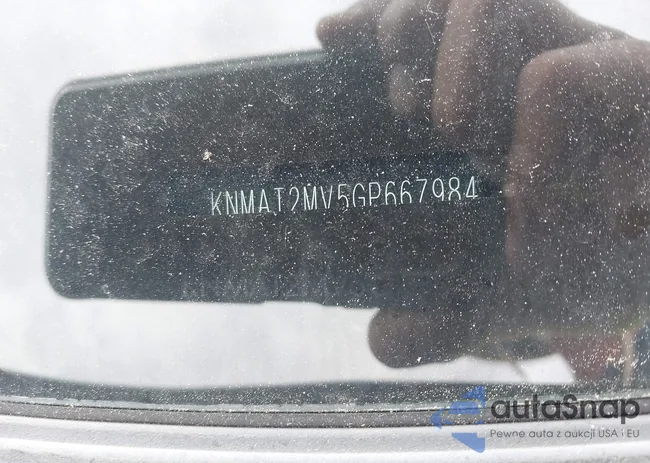 KNMAT2MV5GP667984
autoSnap
Pewne auta z aukcji USA i EU